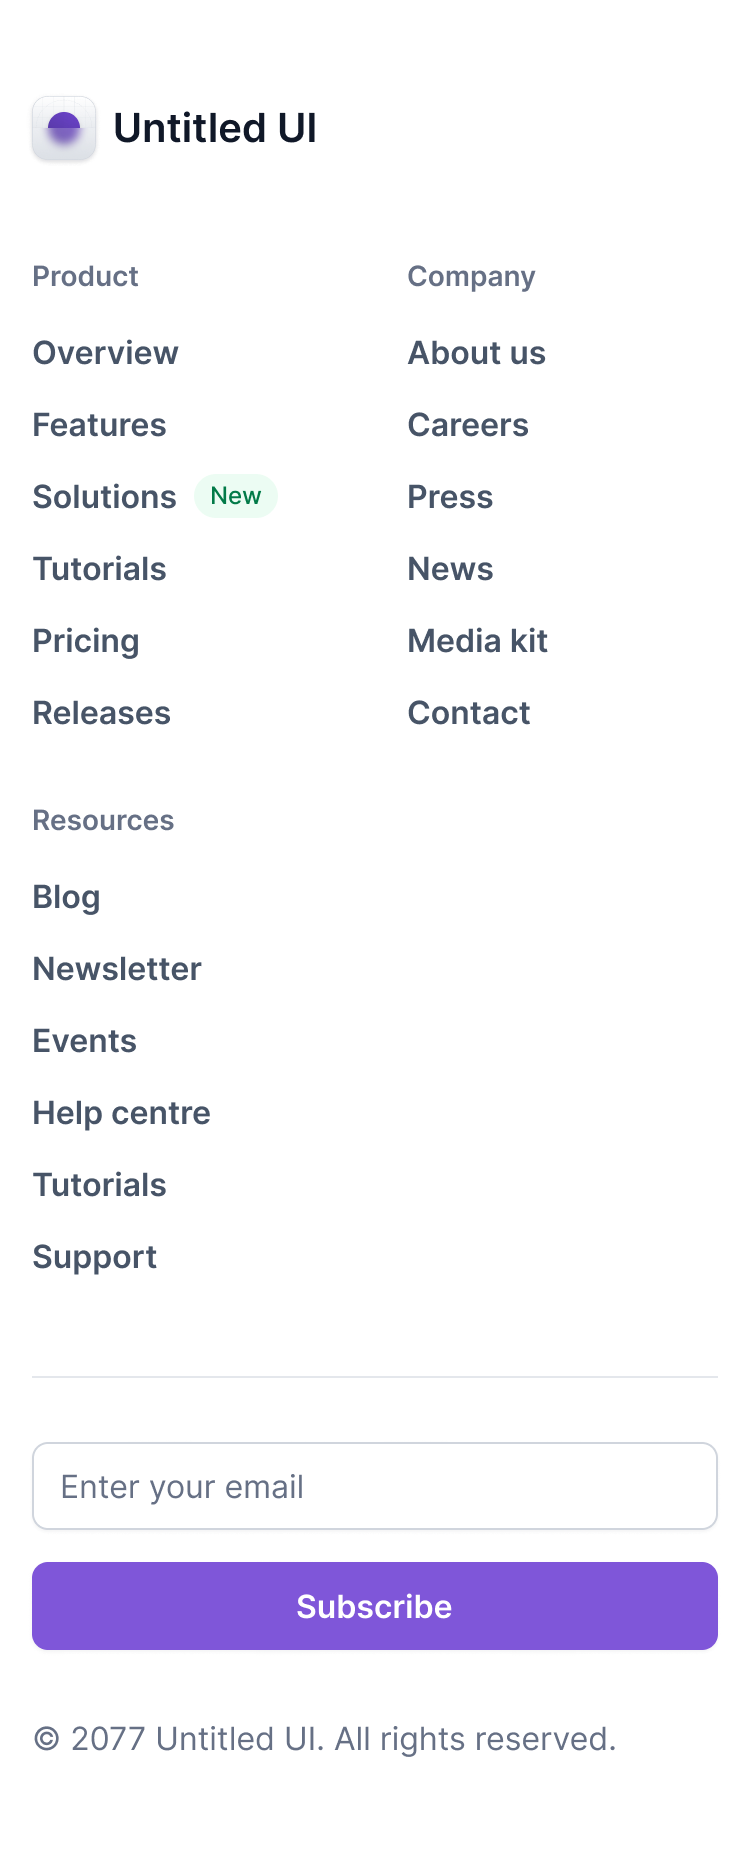 Untitled UI
Product
Overview
Features
Solutions New
Tutorials
Pricing
Releases
Company
About us
Careers
Press
News
Media kit
Contact
Resources
Blog
Newsletter
Events
Help centre
Tutorials
Support
Enter your email
Subscribe
© 2077 Untitled UI. All rights reserved.